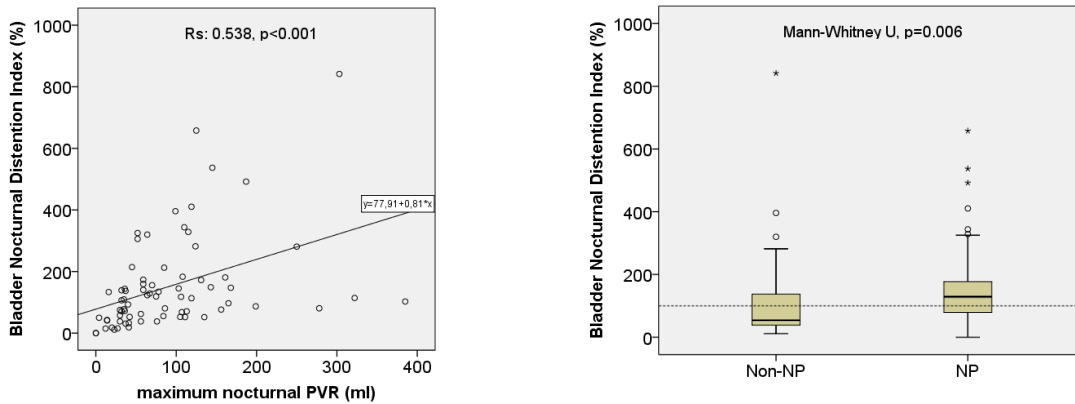 Rs: 0.538, p<0.001
Bladder Nocturnal Distention Index (%)
1000
800
600
400
200
0
y=77,91+0,81*x
0 100 200 300 400
maximum nocturnal PVR (ml)
Mann-Whitney U, p=0.006
Bladder Nocturnal Distention Index (%)
1000
800
600
400
200
0
Non-NP NP